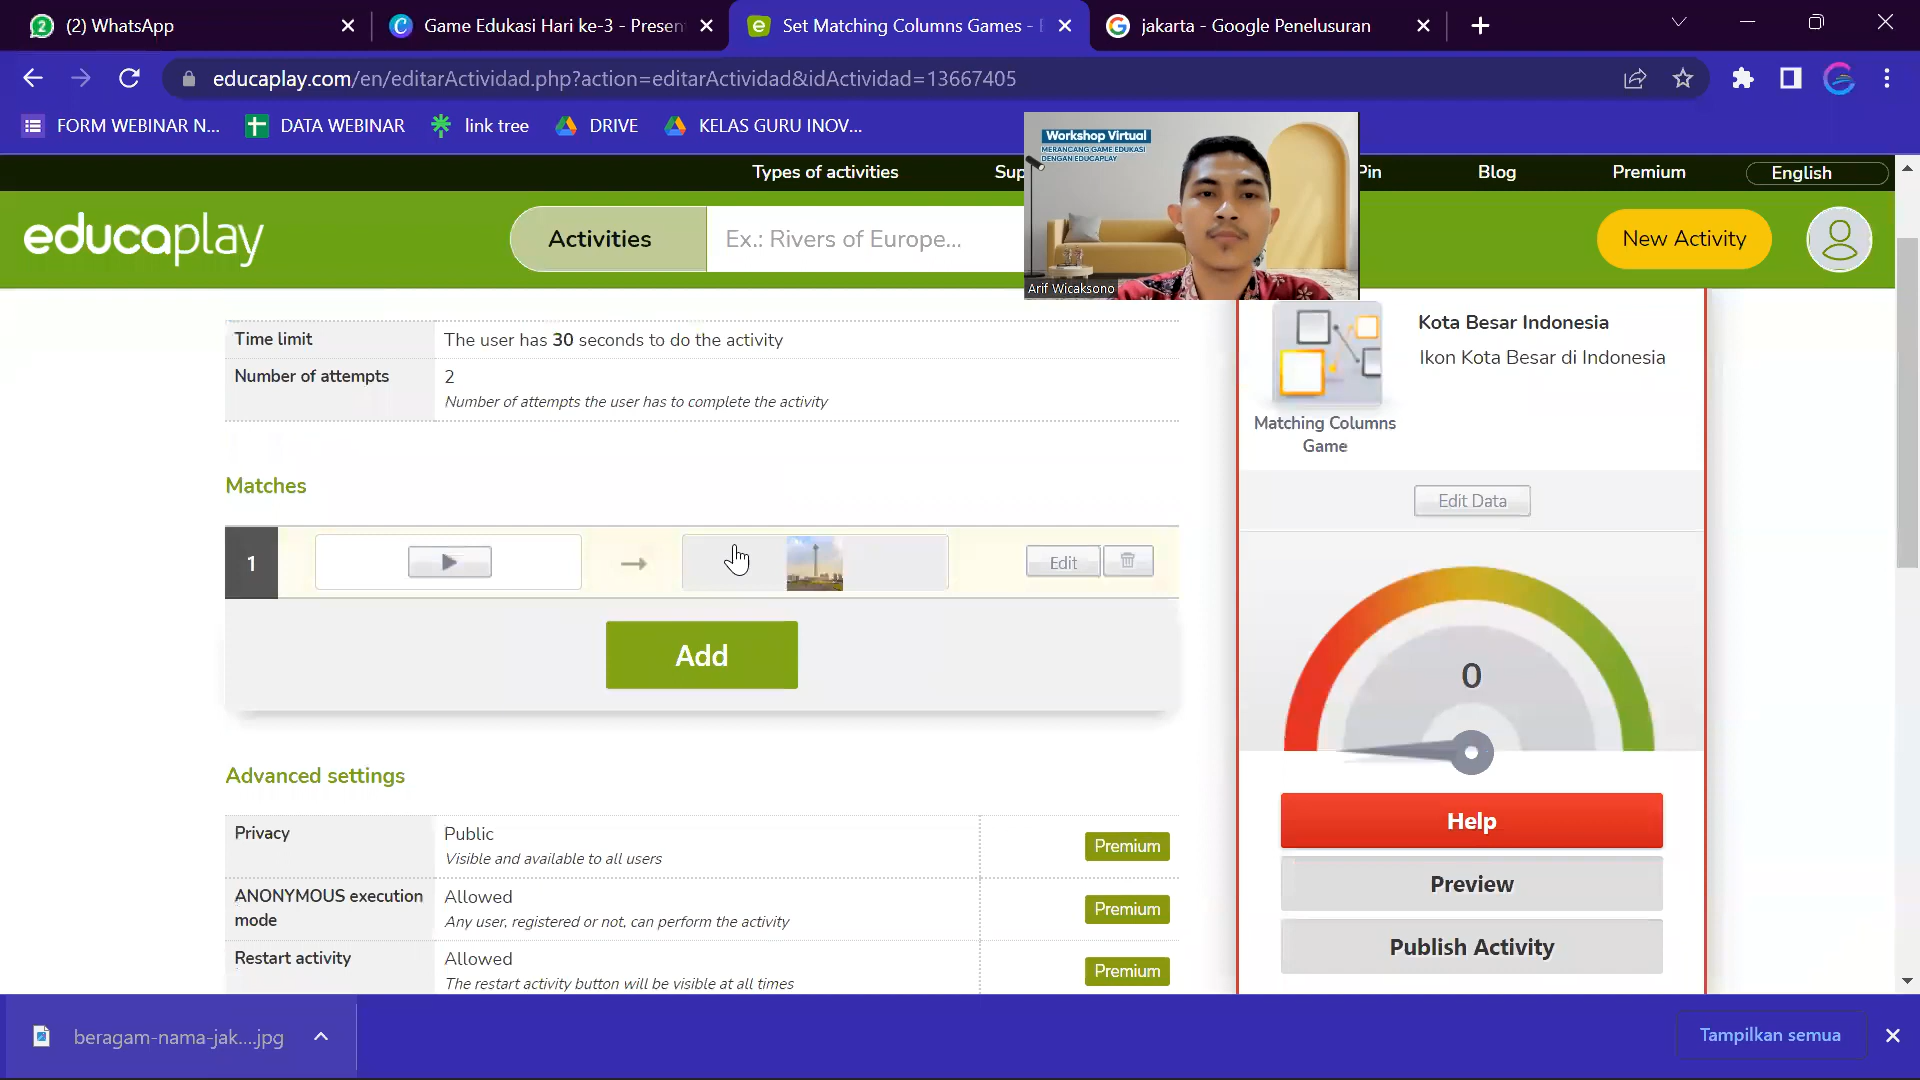 (2) WhatsApp
Game Edukasi Hari ke-3 - Presen
Set Matching Columns Games -
jakarta - Google Penelusuran
educaplay.com/en/editarActividad.php?action=editarActividad&idActividad=13667405
FORM WEBINAR N...
DATA WEBINAR
link tree
DRIVE
KELAS GURU INOV...
Types of activities
Sup
Pin
Blog
Premium
English
educaplay
Activities
Ex.: Rivers of Europe...
New Activity
Workshop Virtual
MERANCANG GAME EDUKASI
DENGAN EDUCAPLAY
Arif Wicaksono
Time limit
The user has 30 seconds to do the activity
Number of attempts
2
Number of attempts the user has to complete the activity
Matches
1
Edit
Add
Advanced settings
Privacy
Public
Visible and available to all users
Premium
ANONYMOUS execution
mode
Allowed
Any user, registered or not, can perform the activity
Premium
Restart activity
Allowed
The restart activity button will be visible at all times
Premium
Kota Besar Indonesia
Ikon Kota Besar di Indonesia
Matching Columns
Game
Edit Data
0
Help
Preview
Publish Activity
beragam-nama-jak....jpg
Tampilkan semua